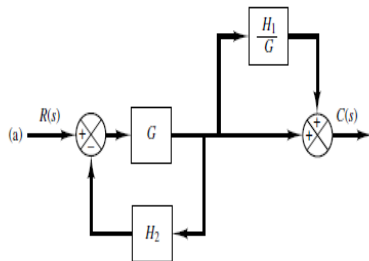 H₁
G
R(s)
C(s)
(a)
+
−
G
+
+
H₂